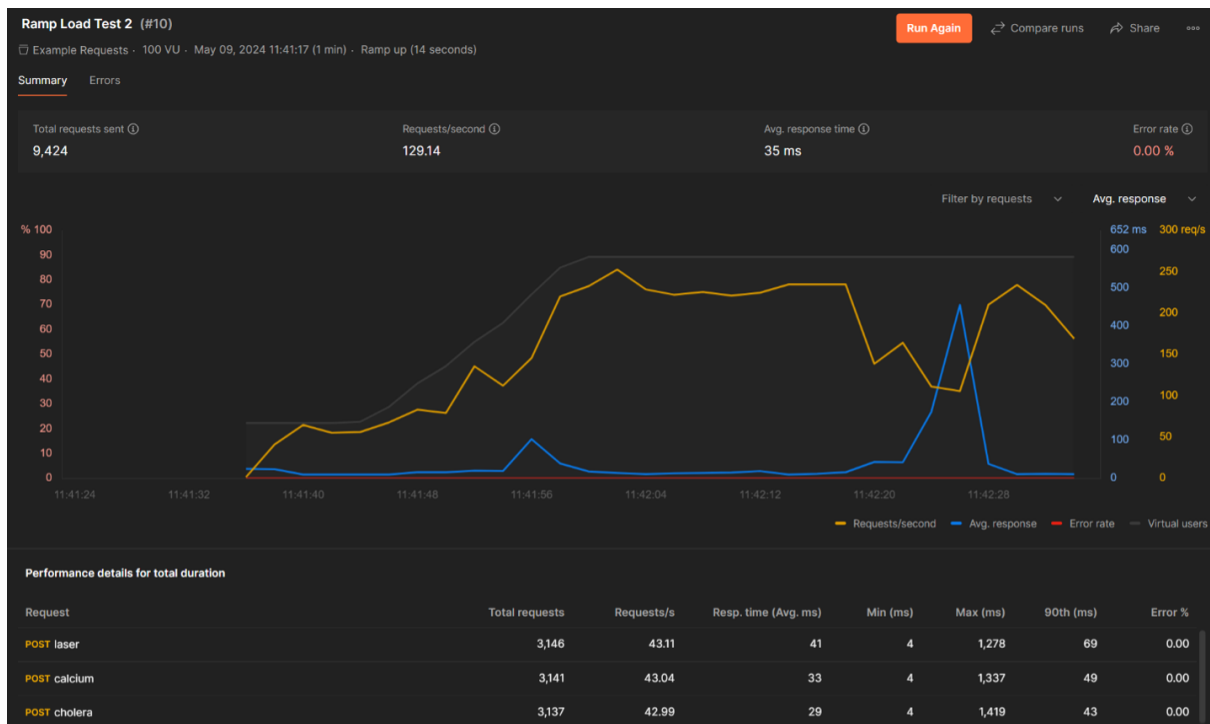 Ramp Load Test 2 (#10)
Run Again
Compare runs
Share
Example Requests · 100 VU · May 09, 2024 11:41:17 (1 min) · Ramp up (14 seconds)
Summary Errors
Total requests sent Requests/second Avg. response time Error rate
9,424 129.14 35 ms 0.00 %
Filter by requests Avg. response
% 100 652 ms 300 req/s
90 600
80 500 250
70 400 200
60 300 150
50 200 100
40 100 50
30 0 0
20
10
0
11:41:24 11:41:32 11:41:40 11:41:48 11:41:56 11:42:04 11:42:12 11:42:20 11:42:28
Requests/second Avg. response Error rate Virtual users
Performance details for total duration
Request Total requests Requests/s Resp. time (Avg. ms) Min (ms) Max (ms) 90th (ms) Error %
POST laser 3,146 43.11 41 4 1,278 69 0.00
POST calcium 3,141 43.04 33 4 1,337 49 0.00
POST cholera 3,137 42.99 29 4 1,419 43 0.00